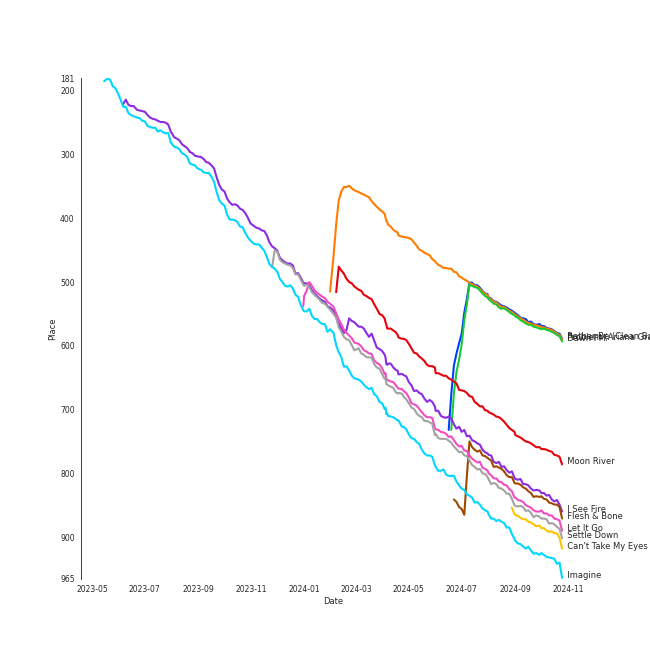 181
200
300
400
500
600
700
800
900
965
Place
2023-05
2023-07
2023-09
2023-11
2024-01
2024-03
2024-05
2024-07
2024-09
2024-11
Date
Moon River
I See Fire
Flesh & Bone
Let It Go
Settle Down
Can't Take My Eyes
Imagine